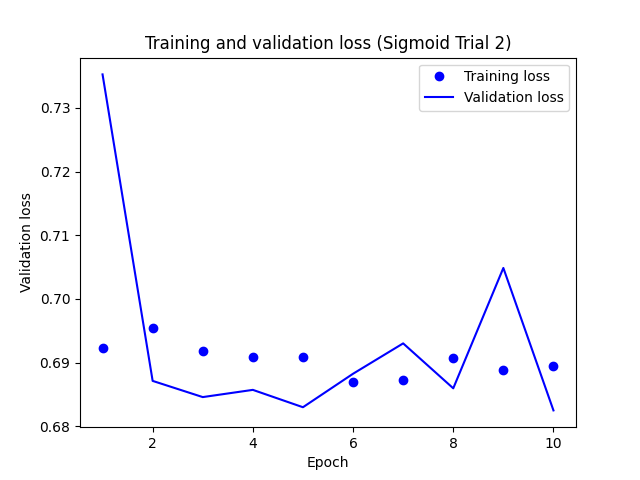 Training and validation loss (Sigmoid Trial 2)
Training loss
Validation loss
0.73
0.72
0.71
0.70
0.69
0.68
Validation loss
2
4
6
8
10
Epoch